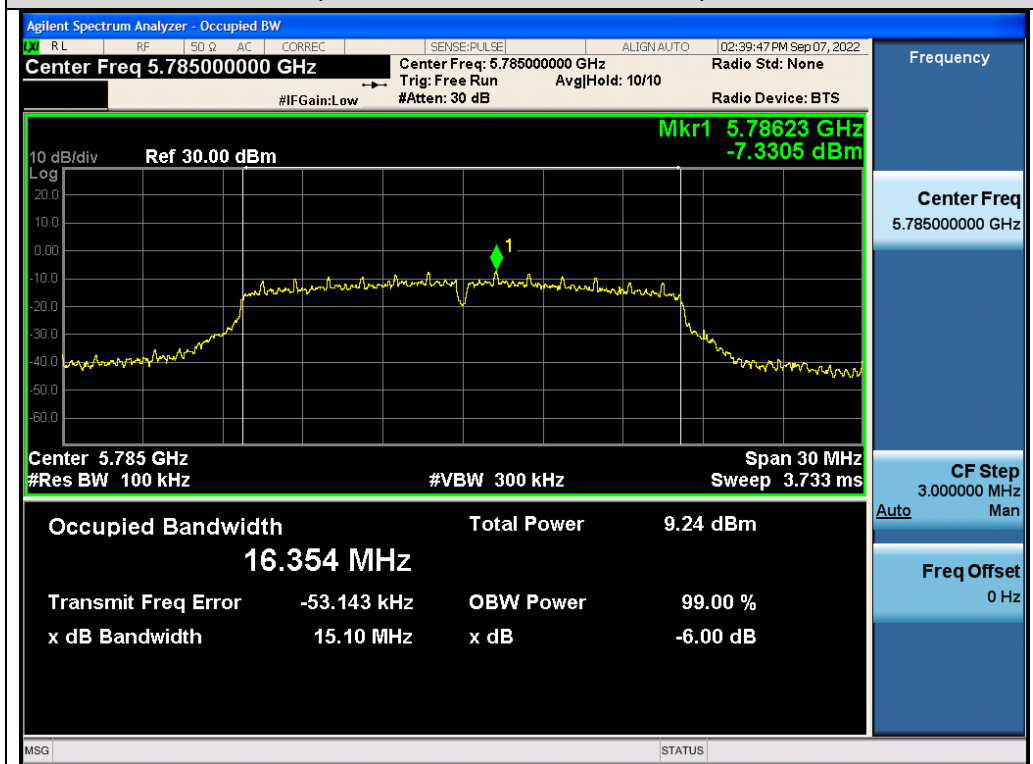 Agilent Spectrum Analyzer - Occupied BW
LXI RL RF 50 Ω AC CORREC SENSE:PULSE ALIGN AUTO 02:39:47 PM Sep 07, 2022
Center Freq 5.785000000 GHz
Center Freq: 5.785000000 GHz
Radio Std: None
Trig: Free Run Avg|Hold: 10/10
#IFGain:Low
#Atten: 30 dB
Radio Device: BTS
Mkr1 5.78623 GHz
-7.3305 dBm
10 dB/div Ref 30.00 dBm
Log
20.0
10.0
0.00
-10.0
-20.0
-30.0
-40.0
-50.0
-60.0
1
Center 5.785 GHz Span 30 MHz
#Res BW 100 kHz #VBW 300 kHz Sweep 3.733 ms
Occupied Bandwidth Total Power 9.24 dBm
16.354 MHz
Transmit Freq Error -53.143 kHz OBW Power 99.00 %
x dB Bandwidth 15.10 MHz x dB -6.00 dB
Frequency
Center Freq
5.785000000 GHz
CF Step
3.000000 MHz
Auto Man
Freq Offset
0 Hz
MSG STATUS